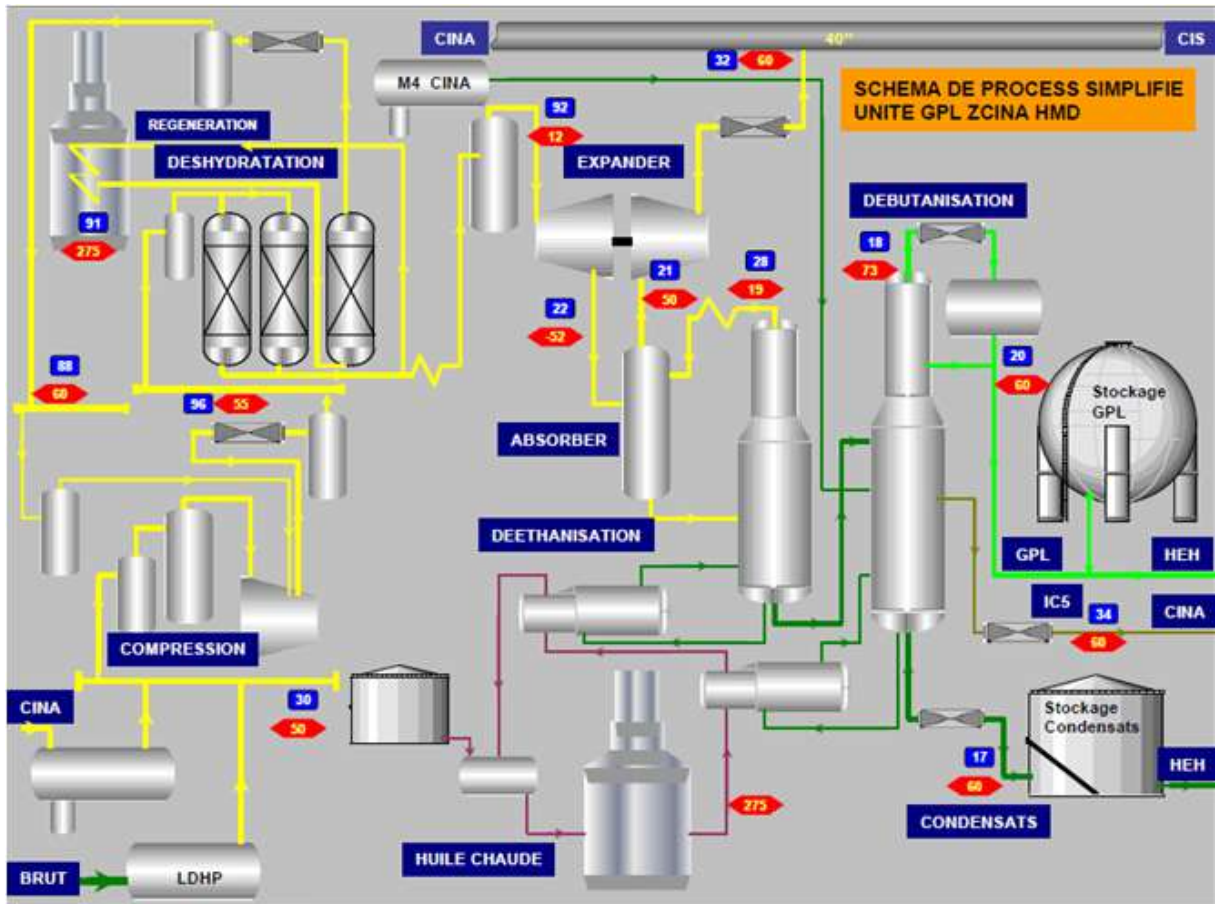 CINA
40"
CIS
32
60
M4 CINA
SCHEMA DE PROCESS SIMPLIFIE
UNITE GPL ZCINA HMD
92
12
REGENERATION
DESHYDRATATION
EXPANDER
DEBUTANISATION
91
275
18
73
21
50
28
19
22
-52
20
60
88
60
Stockage
GPL
96
55
ABSORBER
DEETHANISATION
GPL
HEH
IC5
34
60
CINA
COMPRESSION
30
50
CINA
Stockage
Condensats
17
60
HEH
275
CONDENSATS
HUILE CHAUDE
BRUT
LDHP